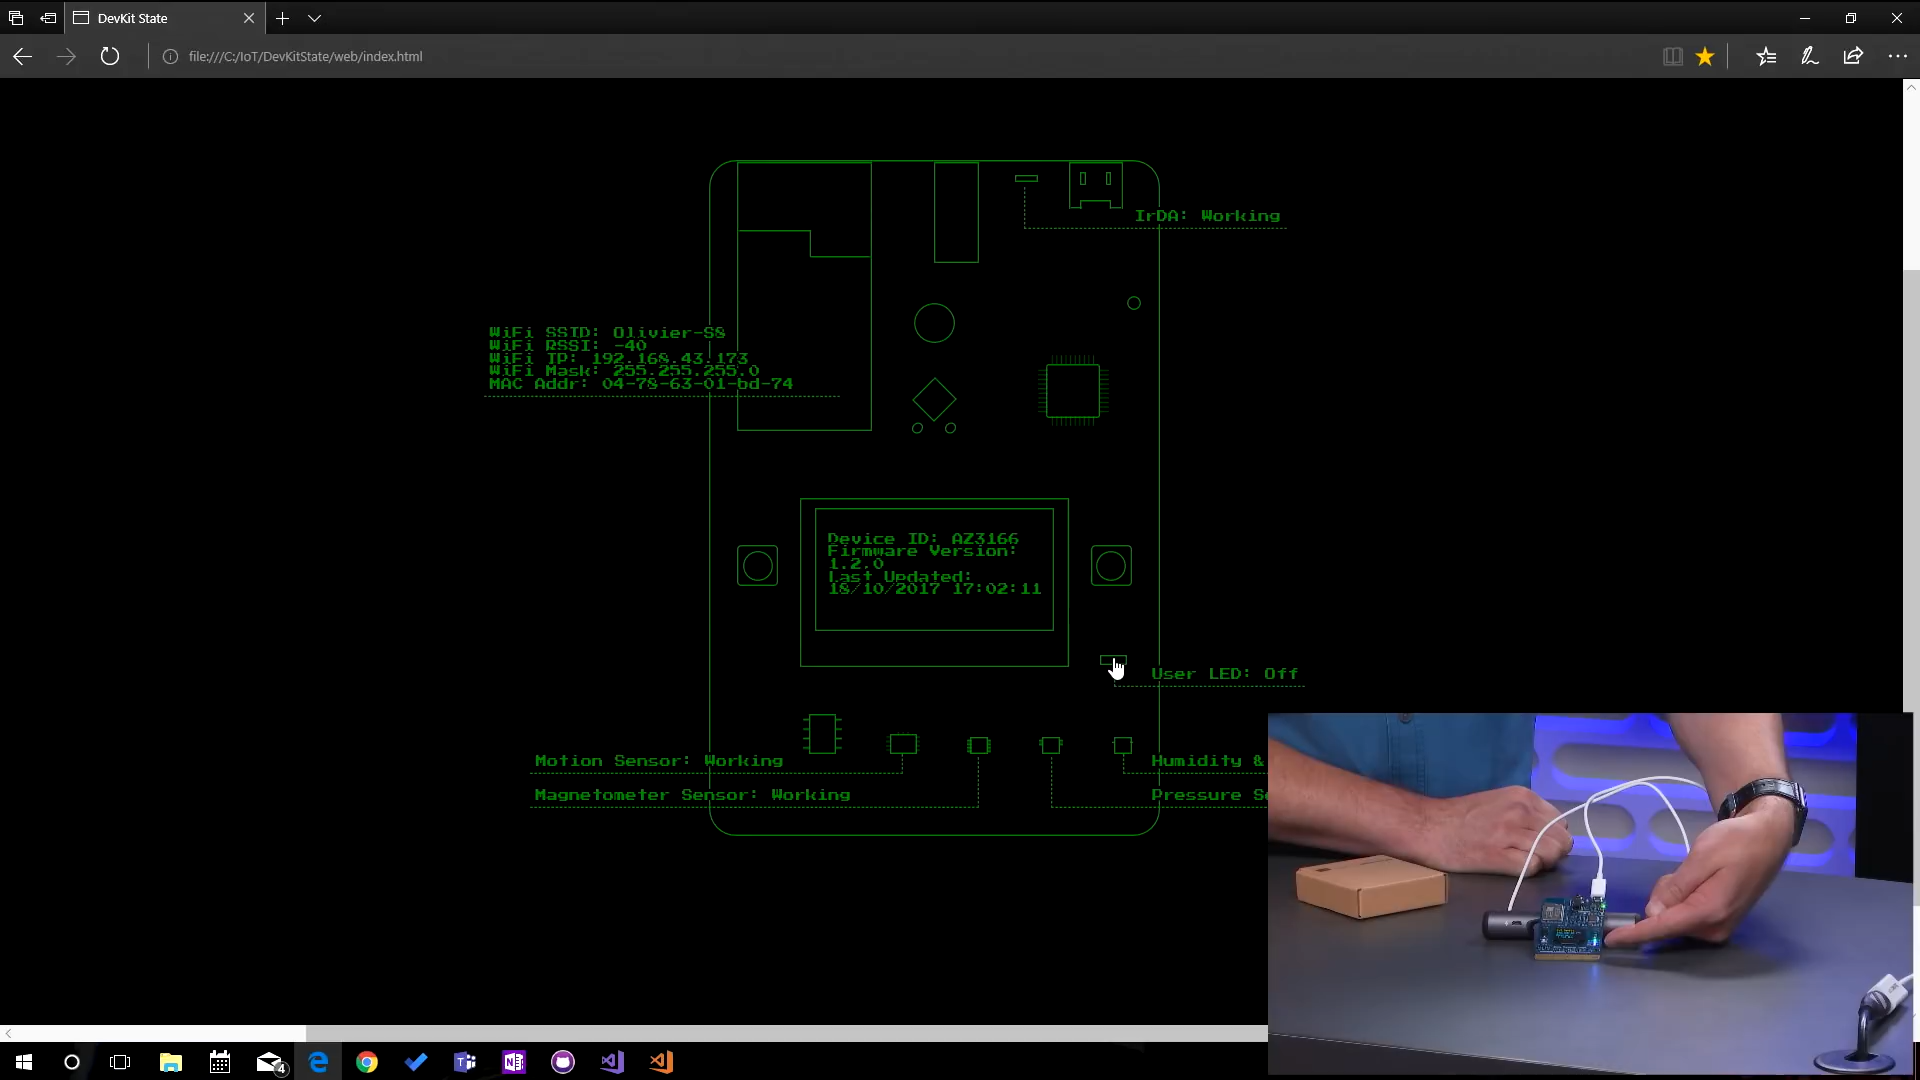 DevKit State
file:///C:/IoT/DevKitState/web/index.html
IrDA: Working
WiFi SSID: Olivier-S8
WiFi RSSI: -40
WiFi IP: 192.168.43.173
WiFi Mask: 255.255.255.0
MAC Addr: 04-78-63-01-bd-74
Device ID: AZ3166
Firmware Version:
1.2.0
Last Updated:
18/10/2017 17:02:11
User LED: Off
Motion Sensor: Working
Humidity &
Magnetometer Sensor: Working
Pressure Se
4